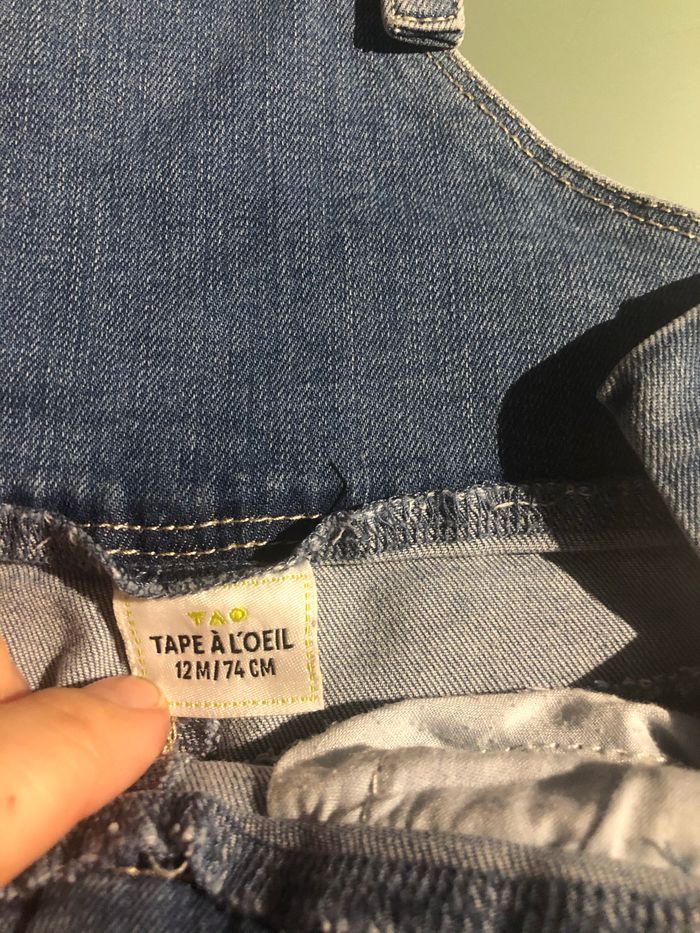 TAO
TAPE À L'OEIL
12 M/74 CM